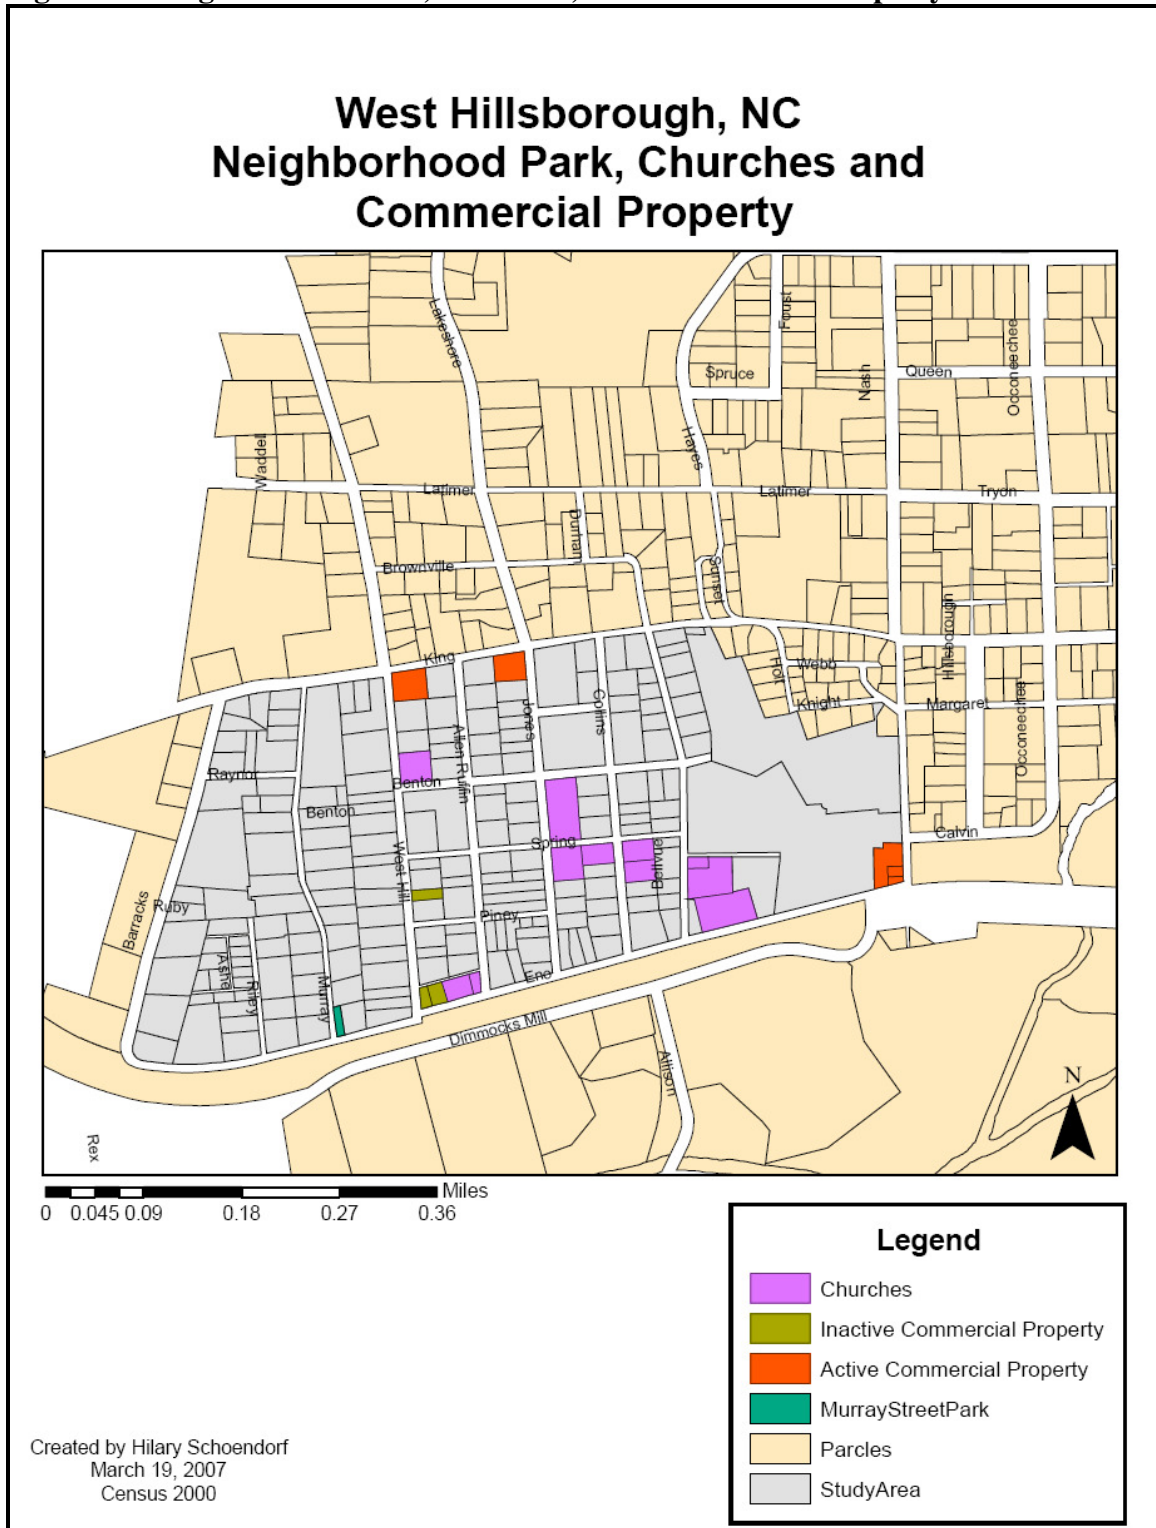 West Hillsborough, NC
Neighborhood Park, Churches and
Commercial Property
Lakeshore
Foust
Spruce
Nash
Queen
Occoneechee
Hayes
Waddell
Latimer
Latimer
Tryon
Durham
Brownville
Sunset
Hillsborough
King
Holt
Webb
Knight
Margaret
Occoneechee
Collins
Jones
Allen Ruffin
Raynor
Benton
Benton
Calvin
Spring
West Hill
Bellvue
Ruby
Barracks
Piney
Ashe
Riley
Murray
Eno
Dimmocks Mill
Allison
Rex
N
Miles
0 0.045 0.09 0.18 0.27 0.36
Legend
Churches
Inactive Commercial Property
Active Commercial Property
MurrayStreetPark
Parcles
StudyArea
Created by Hilary Schoendorf
March 19, 2007
Census 2000